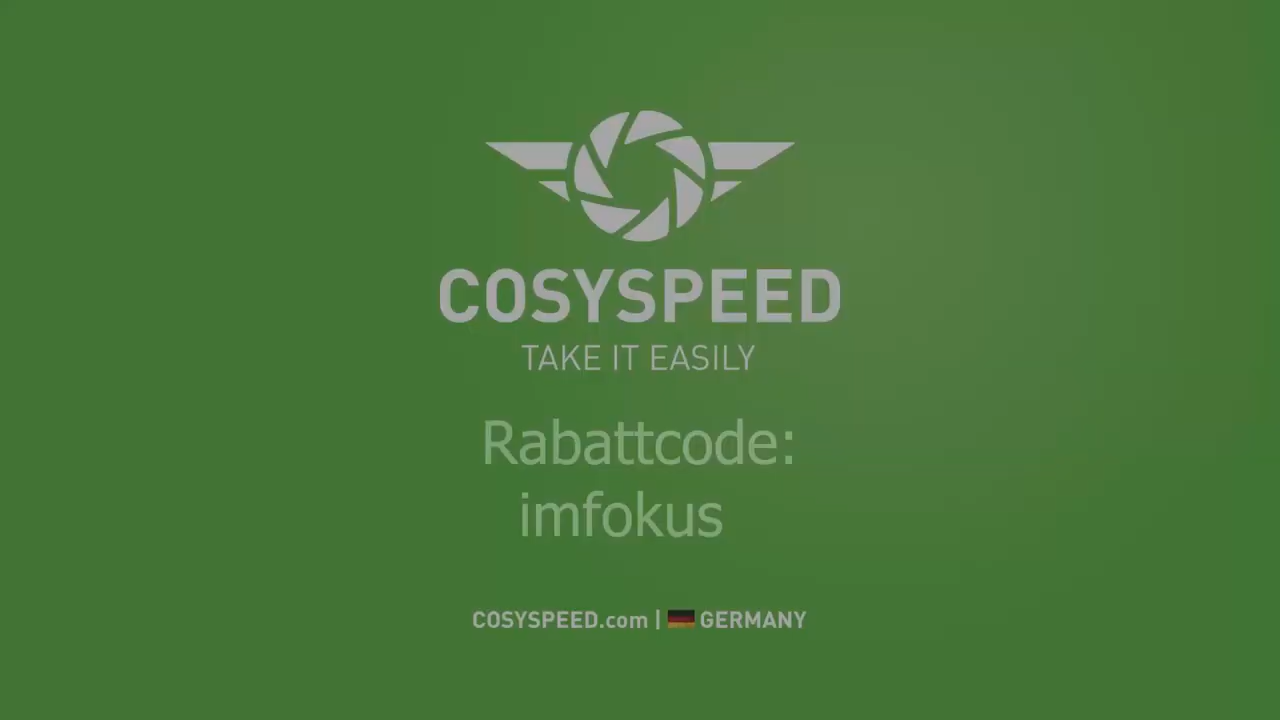 COSYSPEED
TAKE IT EASILY
Rabattcode:
imfokus
COSYSPEED.com | GERMANY